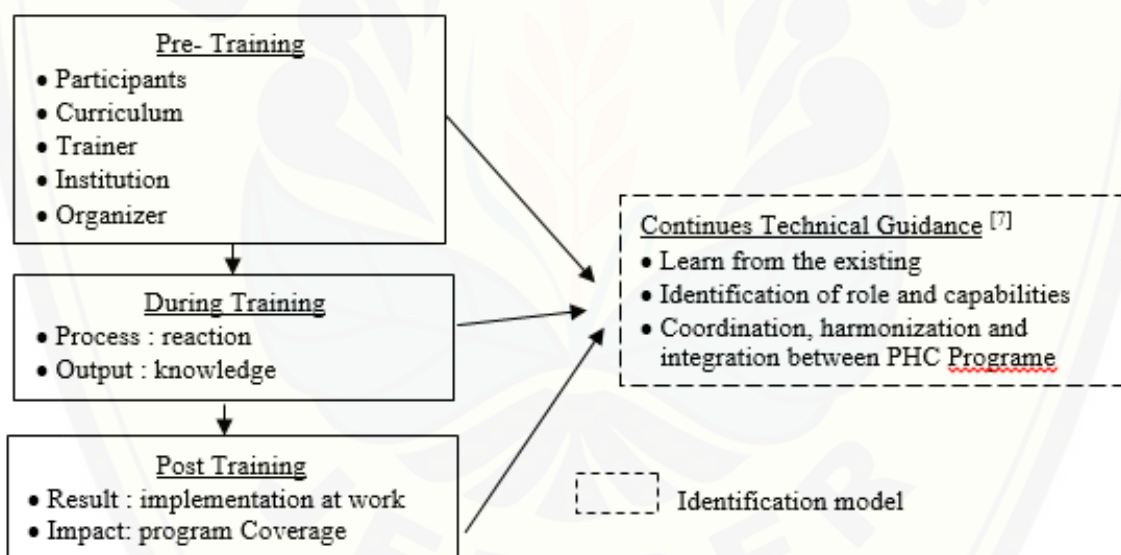 Pre- Training
• Participants
• Curriculum
• Trainer
• Institution
• Organizer
During Training
• Process : reaction
• Output : knowledge
Post Training
• Result : implementation at work
• Impact: program Coverage
Continues Technical Guidance [7]
• Learn from the existing
• Identification of role and capabilities
• Coordination, harmonization and
integration between PHC Programe
Identification model